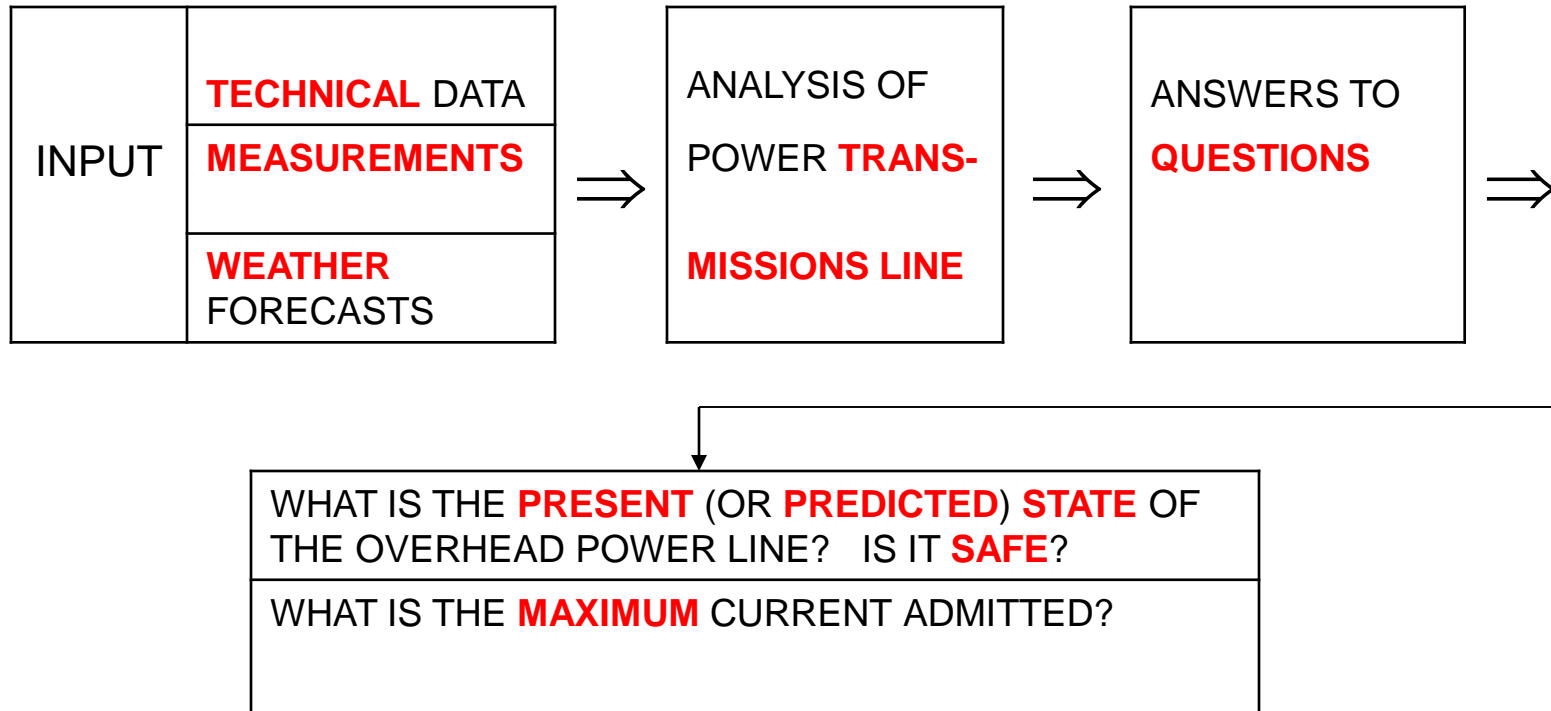 INPUT
TECHNICAL DATA
MEASUREMENTS
WEATHER
FORECASTS
⇒
ANALYSIS OF
POWER TRANS-
MISSIONS LINE
⇒
ANSWERS TO
QUESTIONS
⇒
WHAT IS THE PRESENT (OR PREDICTED) STATE OF
THE OVERHEAD POWER LINE? IS IT SAFE?
WHAT IS THE MAXIMUM CURRENT ADMITTED?